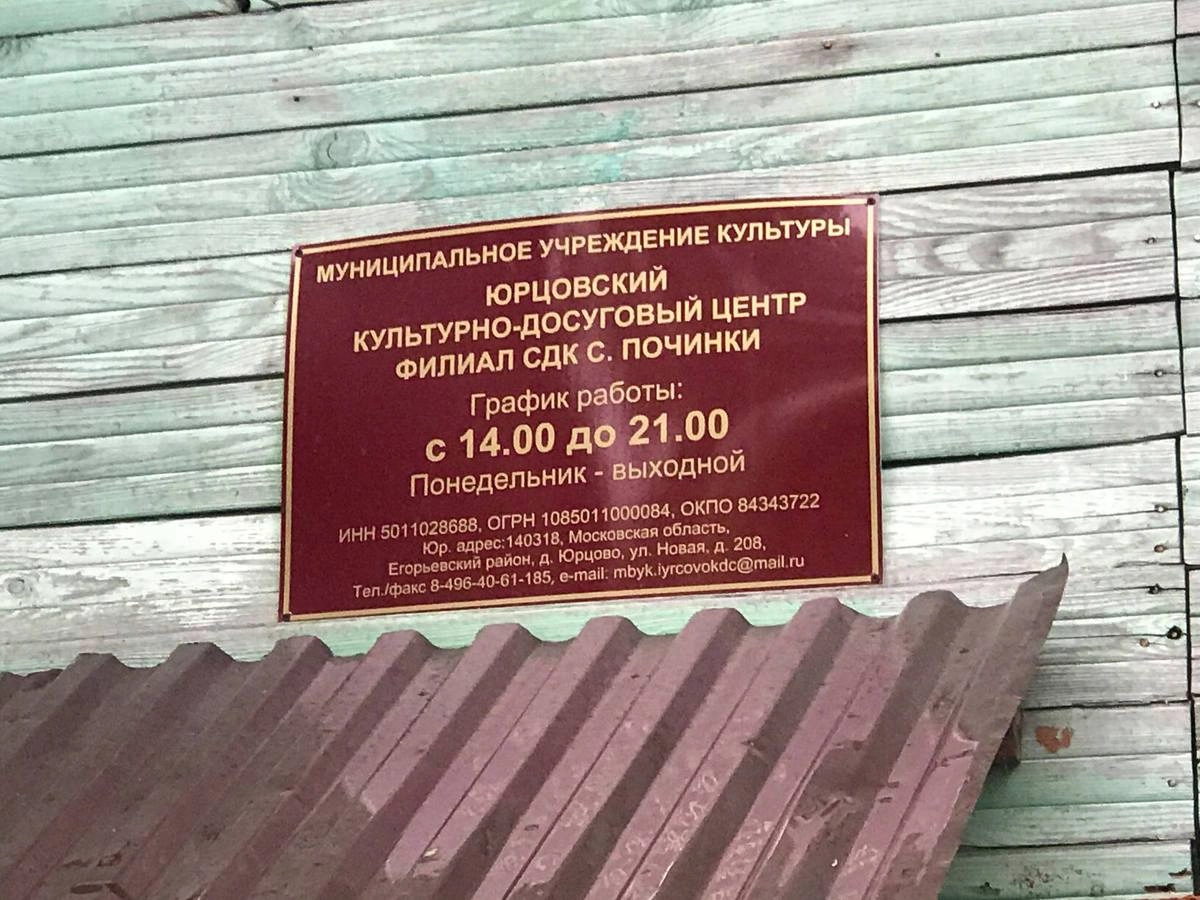 МУНИЦИПАЛЬНОЕ УЧРЕЖДЕНИЕ КУЛЬТУРЫ
ЮРЦОВСКИЙ
КУЛЬТУРНО-ДОСУГОВЫЙ ЦЕНТР
ФИЛИАЛ СДК С. ПОЧИНКИ
График работы:
с 14.00 до 21.00
Понедельник - выходной
ИНН 5011028688, ОГРН 1085011000084, ОКПО 84343722
Юр. адрес:140318, Московская область,
Егорьевский район, д. Юрцово, ул. Новая, д. 208,
Тел./факс 8-496-40-61-185, e-mail: mbyk.iyrcovokdc@mail.ru